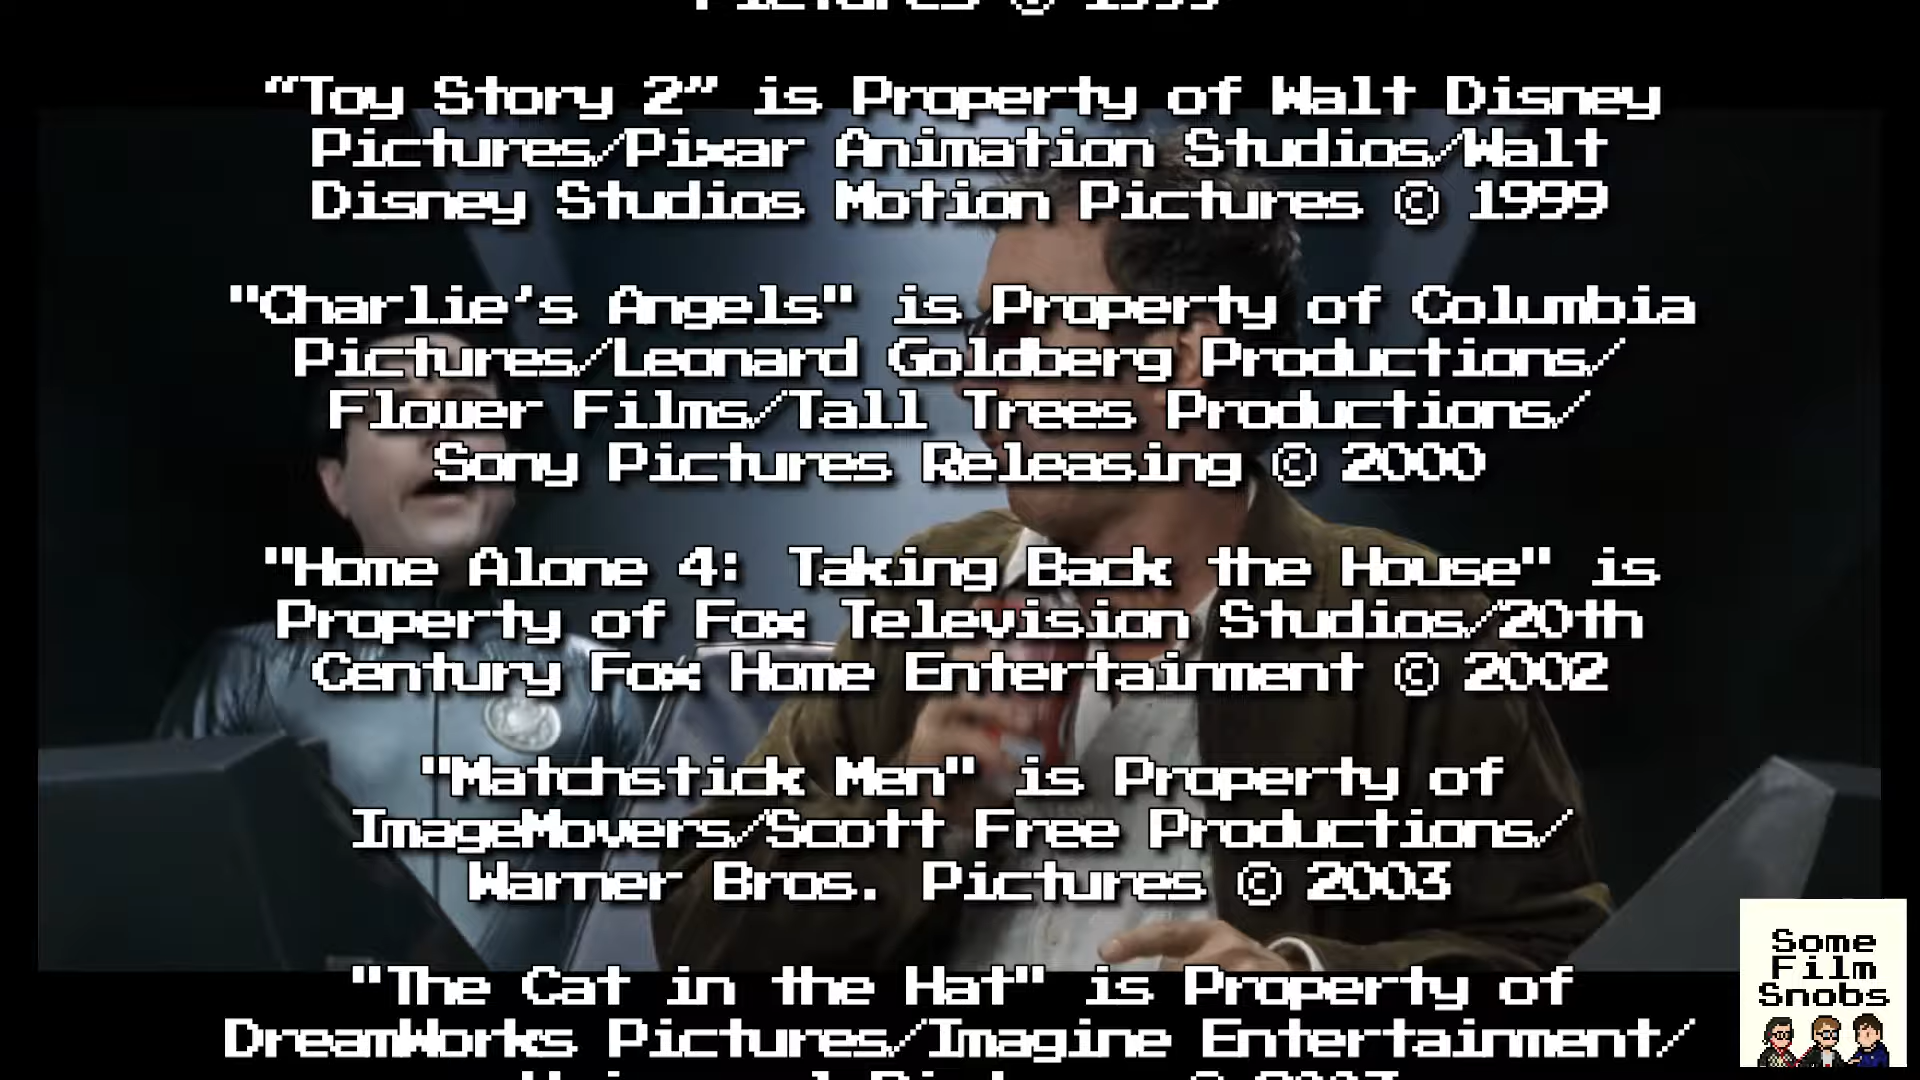 Pictures © 1999
“Toy Story 2” is Property of Walt Disney
Pictures/Pixar Animation Studios/Walt
Disney Studios Motion Pictures © 1999
"Charlie's Angels" is Property of Columbia
Pictures/Leonard Goldberg Productions/
Flower Films/Tall Trees Productions/
Sony Pictures Releasing © 2000
"Home Alone 4: Taking Back the House" is
Property of Fox Television Studios/20th
Century Fox Home Entertainment © 2002
"Matchstick Men" is Property of
ImageMovers/Scott Free Productions/
Warner Bros. Pictures © 2003
"The Cat in the Hat" is Property of
DreamWorks Pictures/Imagine Entertainment/
Some
Film
Snobs